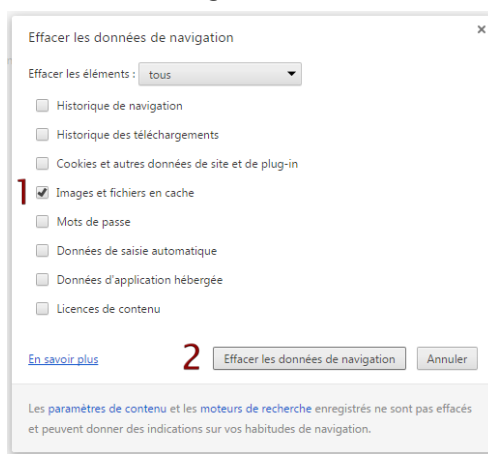 Effacer les données de navigation ×
Effacer les éléments : tous
Historique de navigation
Historique des téléchargements
Cookies et autres données de site et de plug-in
1 Images et fichiers en cache
Mots de passe
Données de saisie automatique
Données d'application hébergée
Licences de contenu
En savoir plus 2 Effacer les données de navigation Annuler
Les paramètres de contenu et les moteurs de recherche enregistrés ne sont pas effacés
et peuvent donner des indications sur vos habitudes de navigation.